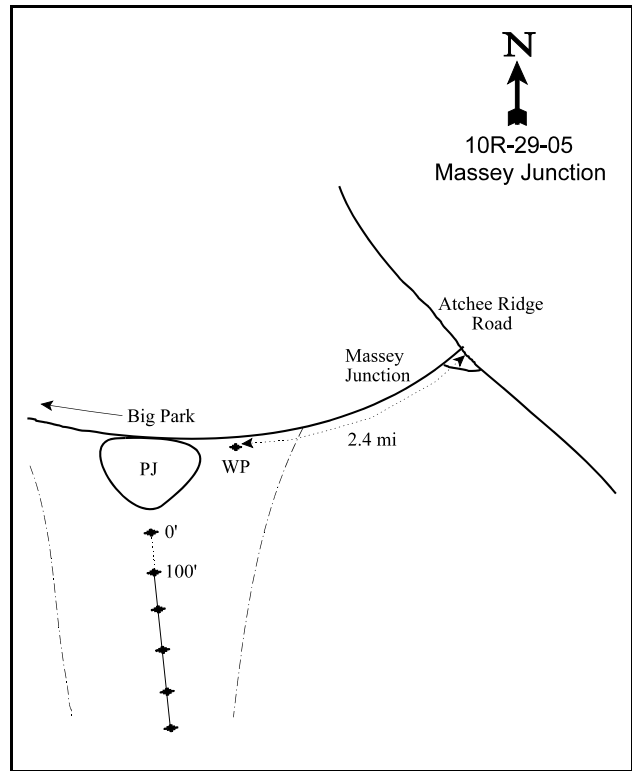 N
10R-29-05
Massey Junction
Atchee Ridge
Road
Massey
Junction
Big Park
2.4 mi
PJ
WP
0'
100'